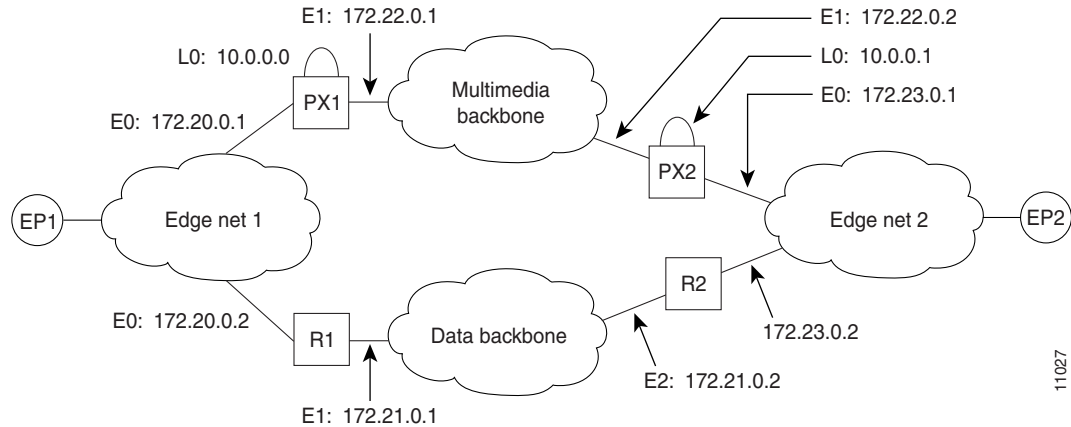 E1: 172.22.0.1
E1: 172.22.0.2
L0: 10.0.0.0
L0: 10.0.0.1
PX1
Multimedia
backbone
E0: 172.23.0.1
E0: 172.20.0.1
PX2
EP1
Edge net 1
Edge net 2
EP2
R2
E0: 172.20.0.2
R1
Data backbone
172.23.0.2
E2: 172.21.0.2
E1: 172.21.0.1
11027